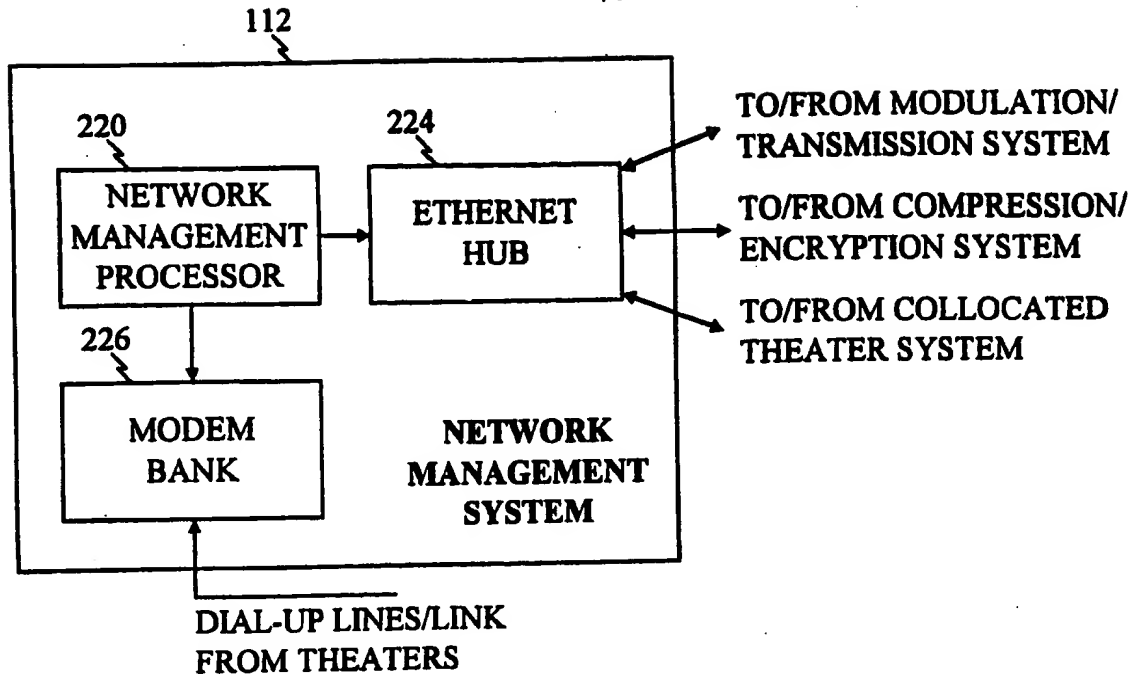 112
220
NETWORK
MANAGEMENT
PROCESSOR
224
ETHERNET
HUB
TO/FROM MODULATION/
TRANSMISSION SYSTEM
TO/FROM COMPRESSION/
ENCRYPTION SYSTEM
TO/FROM COLLOCATED
THEATER SYSTEM
226
MODEM
BANK
NETWORK
MANAGEMENT
SYSTEM
DIAL-UP LINES/LINK
FROM THEATERS